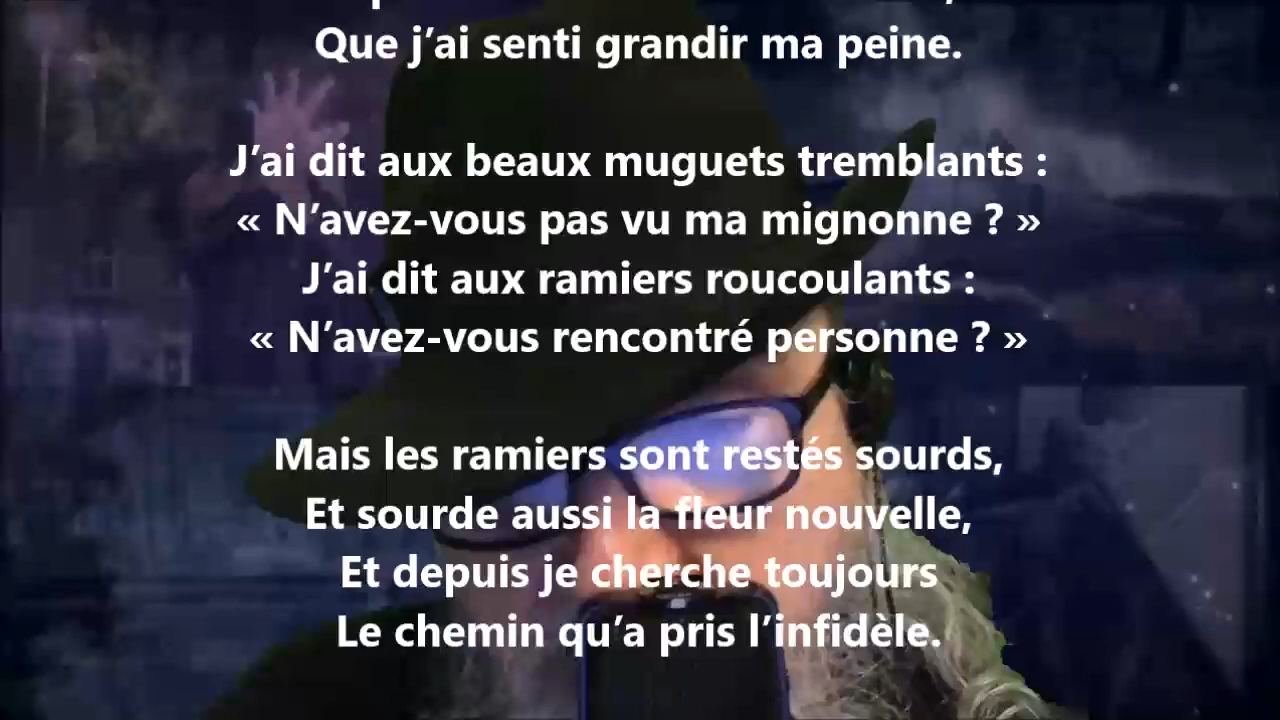 Que j’ai senti grandir ma peine.
J’ai dit aux beaux muguets tremblants :
« N’avez-vous pas vu ma mignonne ? »
J’ai dit aux ramiers roucoulants :
« N’avez-vous rencontré personne ? »
Mais les ramiers sont restés sourds,
Et sourde aussi la fleur nouvelle,
Et depuis je cherche toujours
Le chemin qu’a pris l’infidèle.